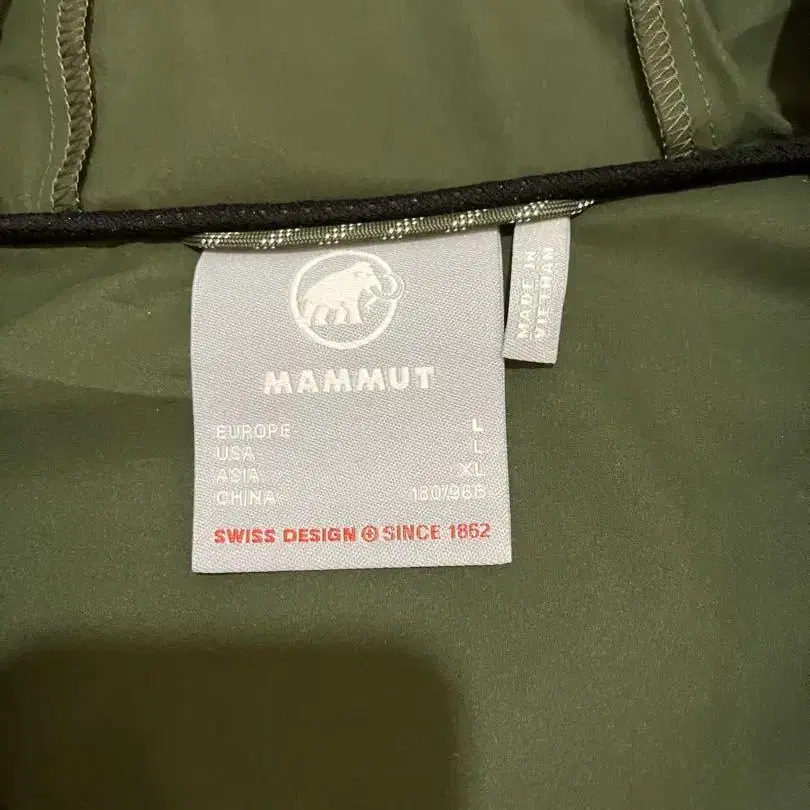 MAMMUT
EUROPE L
USA L
ASIA XL
CHINA 180/96B
SWISS DESIGN SINCE 1862
MADE IN
VIETNAM